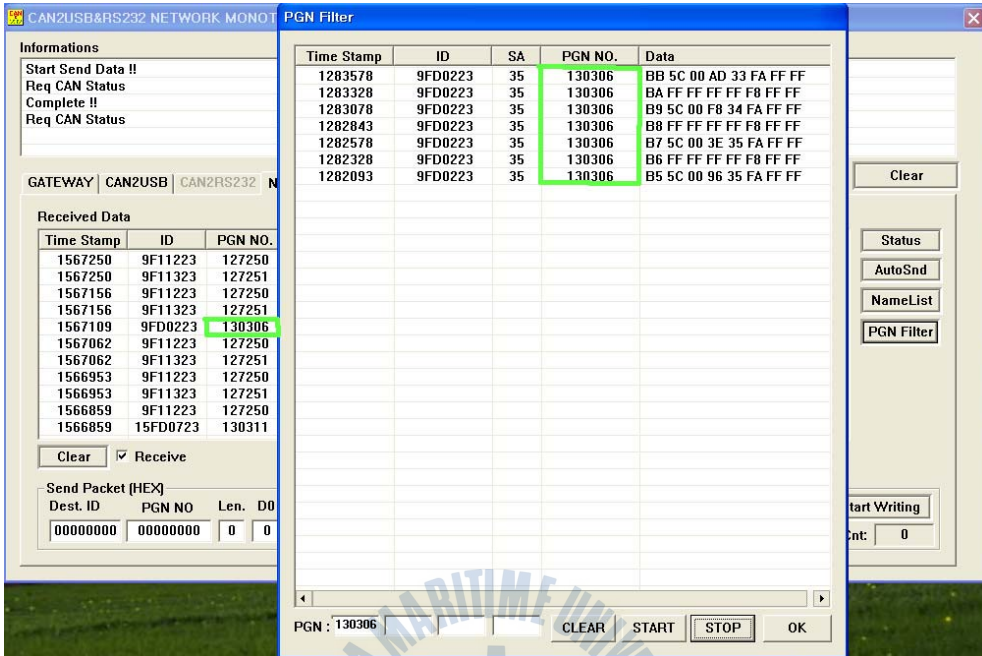 CAN2USB&RS232 NETWORK MONOT
PGN Filter
Informations
Start Send Data !!
Req CAN Status
Complete !!
Req CAN Status
GATEWAY CAN2USB CAN2RS232 N
Clear
Received Data
Time Stamp ID PGN NO.
1567250 9F11223 127250
1567250 9F11323 127251
1567156 9F11223 127250
1567156 9F11323 127251
1567109 9FD0223 130306
1567062 9F11223 127250
1567062 9F11323 127251
1566953 9F11223 127250
1566953 9F11323 127251
1566859 9F11223 127250
1566859 15FD0723 130311
Clear Receive
Send Packet (HEX)
Dest. ID PGN NO Len. D0
00000000 00000000 0 0
Time Stamp ID SA PGN NO. Data
1283578 9FD0223 35 130306 BB 5C 00 AD 33 FA FF FF
1283328 9FD0223 35 130306 BA FF FF FF FF F8 FF FF
1283078 9FD0223 35 130306 B9 5C 00 F8 34 FA FF FF
1282843 9FD0223 35 130306 B8 FF FF FF FF F8 FF FF
1282578 9FD0223 35 130306 B7 5C 00 3E 35 FA FF FF
1282328 9FD0223 35 130306 B6 FF FF FF FF F8 FF FF
1282093 9FD0223 35 130306 B5 5C 00 96 35 FA FF FF
PGN : 130306 CLEAR START STOP OK
Status
AutoSnd
NameList
PGN Filter
tart Writing
Cnt: 0
A MARITIME UNIV